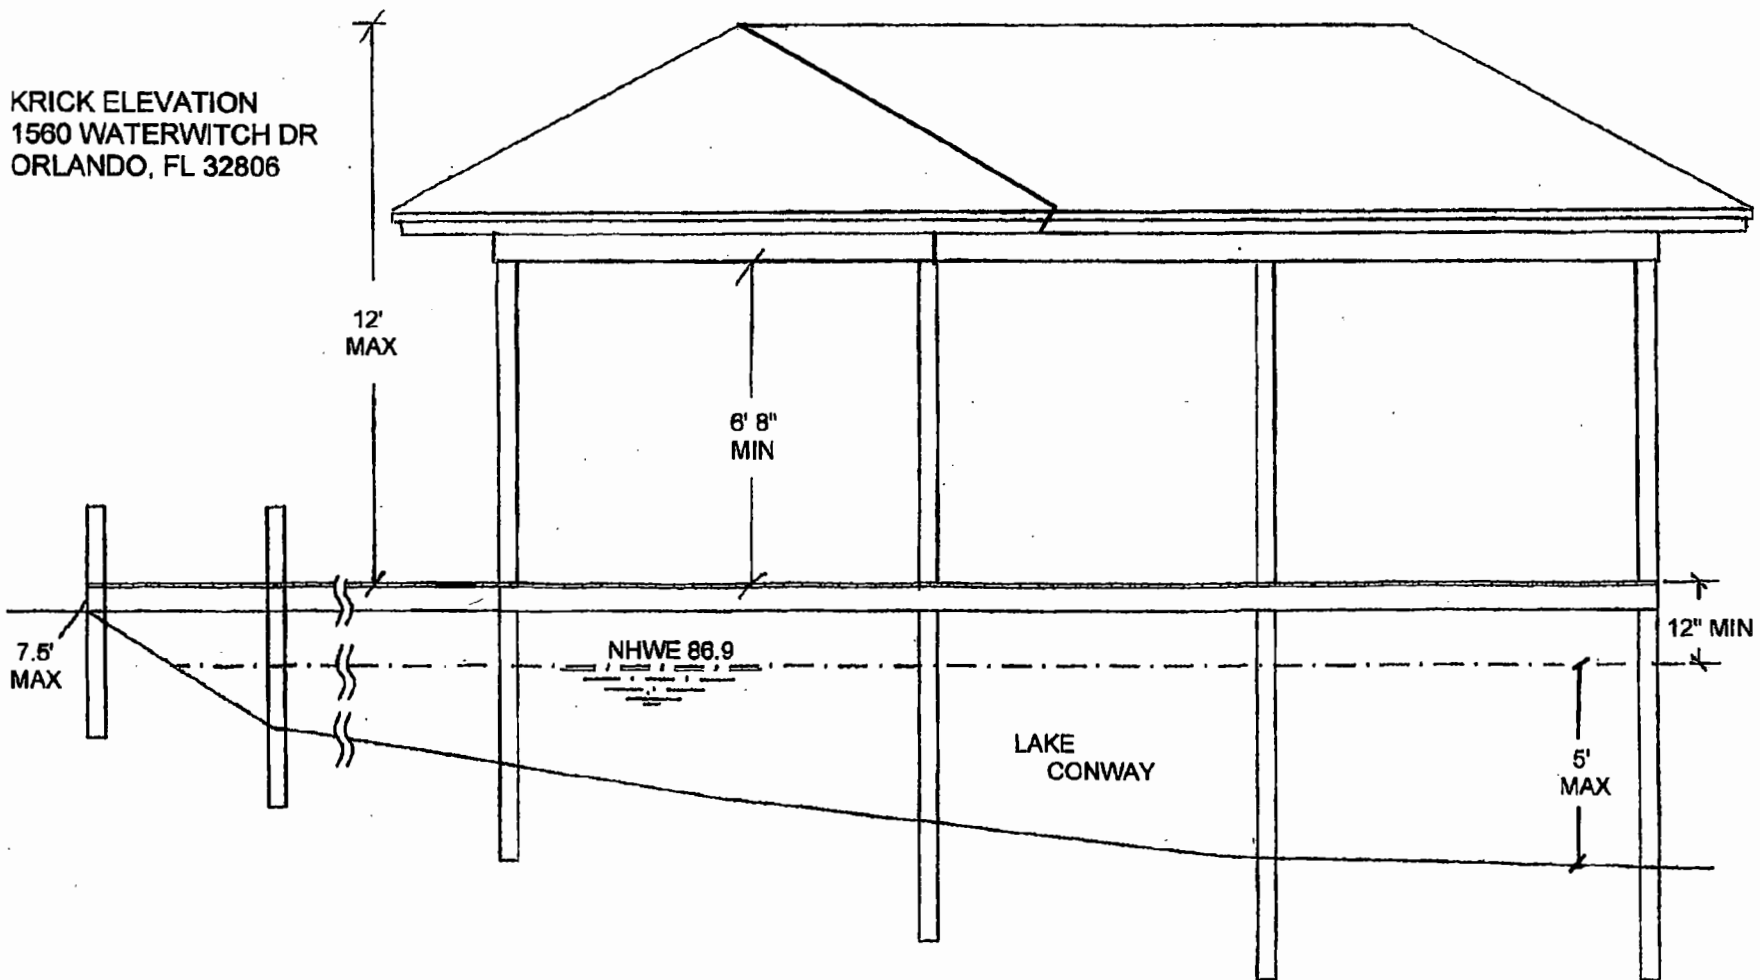 KRICK ELEVATION
1560 WATERWITCH DR
ORLANDO, FL 32806
12'
MAX
6' 8"
MIN
7.5'
MAX
NHWE 86.9
12" MIN
LAKE
CONWAY
5'
MAX